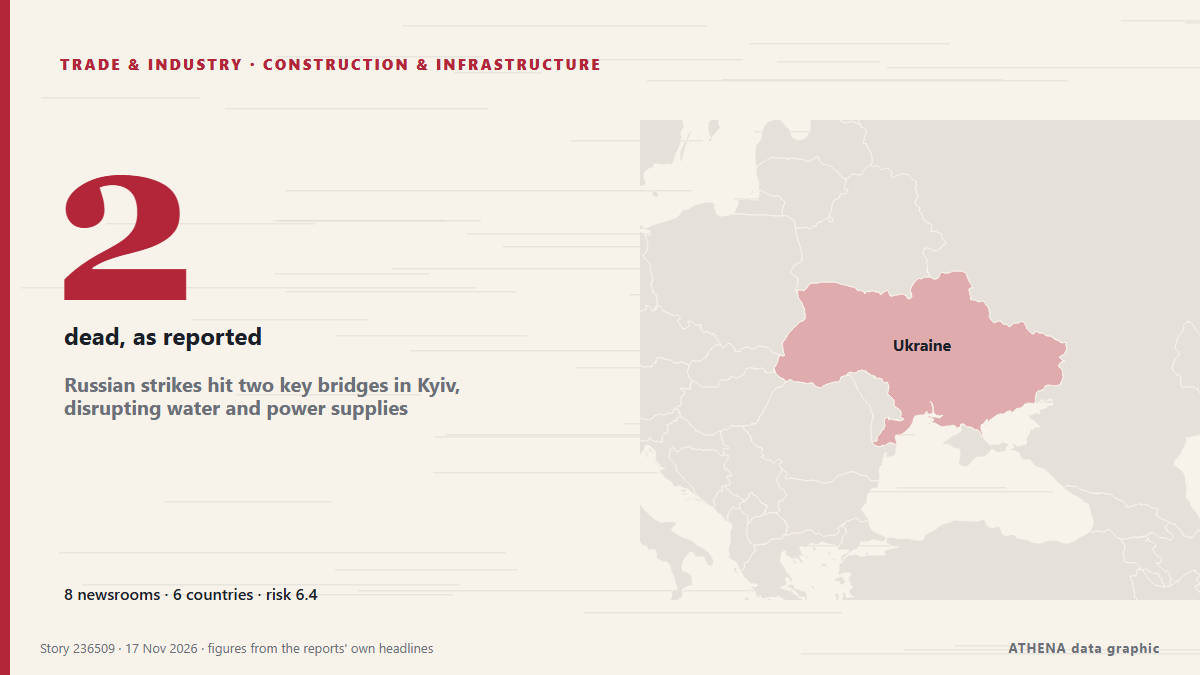 TRADE & INDUSTRY · CONSTRUCTION & INFRASTRUCTURE
2
dead, as reported
Russian strikes hit two key bridges in Kyiv,
disrupting water and power supplies
Ukraine
8 newsrooms · 6 countries · risk 6.4
Story 236509 · 17 Nov 2026 · figures from the reports' own headlines
ATHENA data graphic